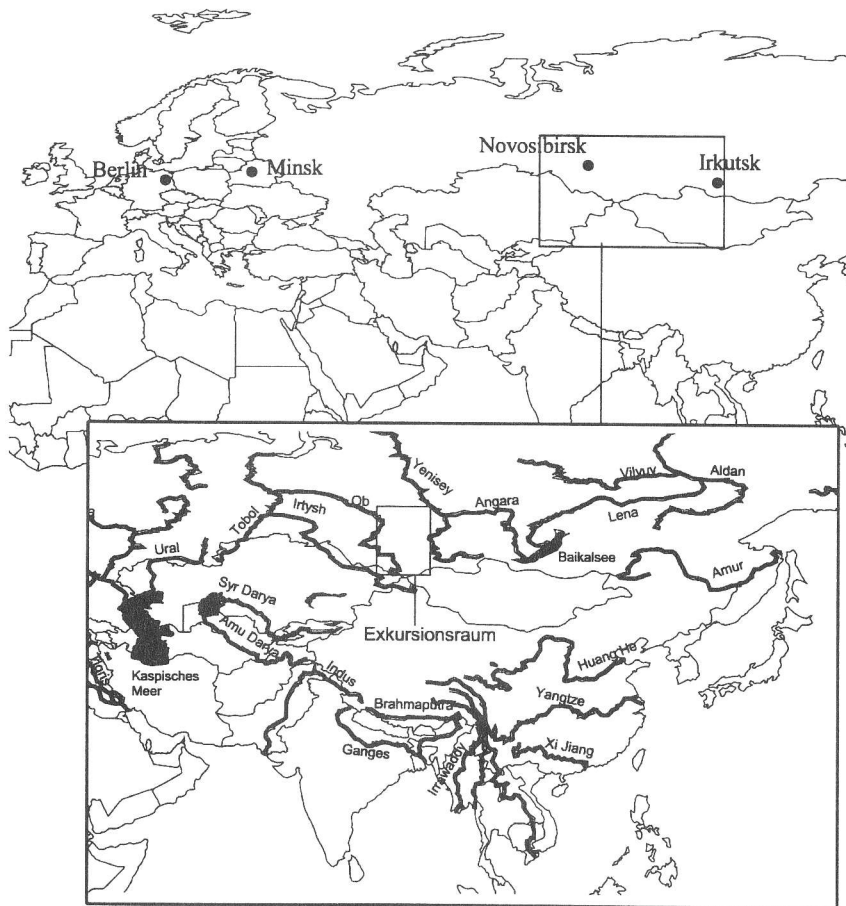 Berlin
Minsk
Novosibirsk
Irkutsk
Yenisey
Vilyuy
Aldan
Ob
Angara
Irtysh
Tobol
Lena
Baikalsee
Ural
Amur
Syr Darya
Amu Darya
Exkursionsraum
Huang He
Indus
Kaspisches
Meer
Brahmaputra
Yangtze
Xi Jiang
Ganges
Irrawaddy